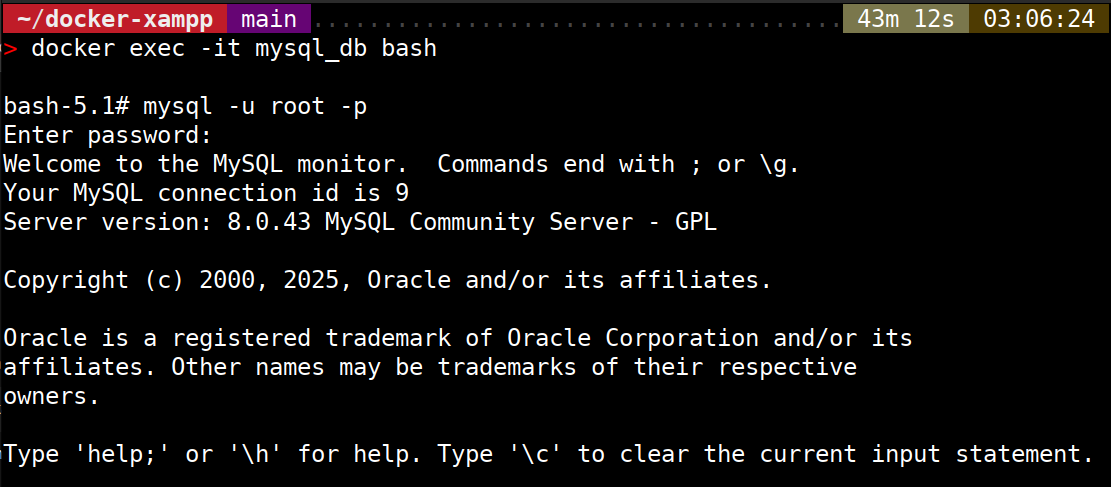 ~/docker-xampp main 43m 12s 03:06:24
> docker exec -it mysql_db bash
bash-5.1# mysql -u root -p
Enter password:
Welcome to the MySQL monitor.  Commands end with ; or \g.
Your MySQL connection id is 9
Server version: 8.0.43 MySQL Community Server - GPL
Copyright (c) 2000, 2025, Oracle and/or its affiliates.
Oracle is a registered trademark of Oracle Corporation and/or its
affiliates. Other names may be trademarks of their respective
owners.
Type 'help;' or '\h' for help. Type '\c' to clear the current input statement.